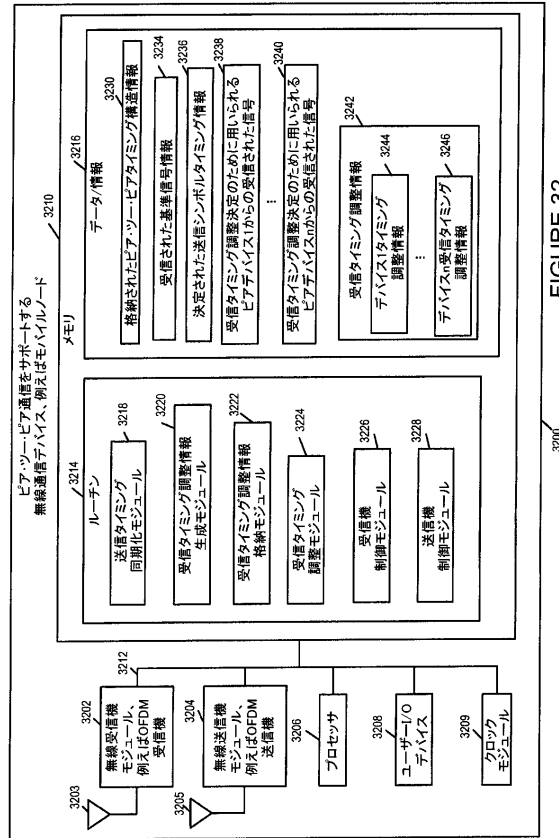 ピア・ツー・ピア通信をサポートする
無線通信デバイス、例えばモバイルノード
3210
メモリ
3203
3202
無線受信機
モジュール、
例えばOFDM
受信機
3212
3205
3204
無線送信機
モジュール、
例えばOFDM
送信機
3206
プロセッサ
3208
ユーザーI/O
デバイス
3209
クロック
モジュール
3214
ルーチン
3218
送信タイミング
同期化モジュール
3220
受信タイミング調整情報
生成モジュール
3222
受信タイミング調整情報
格納モジュール
3224
受信タイミング
調整モジュール
3226
受信機
制御モジュール
3228
送信機
制御モジュール
3216
データ/情報
3230
格納されたピア・ツー・ピアタイミング構造情報
3234
受信された基準信号情報
3236
決定された送信シンボルタイミング情報
3238
受信タイミング調整決定のために用いられる
ピアデバイス1からの受信された信号
⋮
3240
受信タイミング調整決定のために用いられる
ピアデバイスnからの受信された信号
3242
受信タイミング調整情報
3244
デバイス1タイミング
調整情報
⋮
3246
デバイスn受信タイミング
調整情報
3200
FIGURE 32